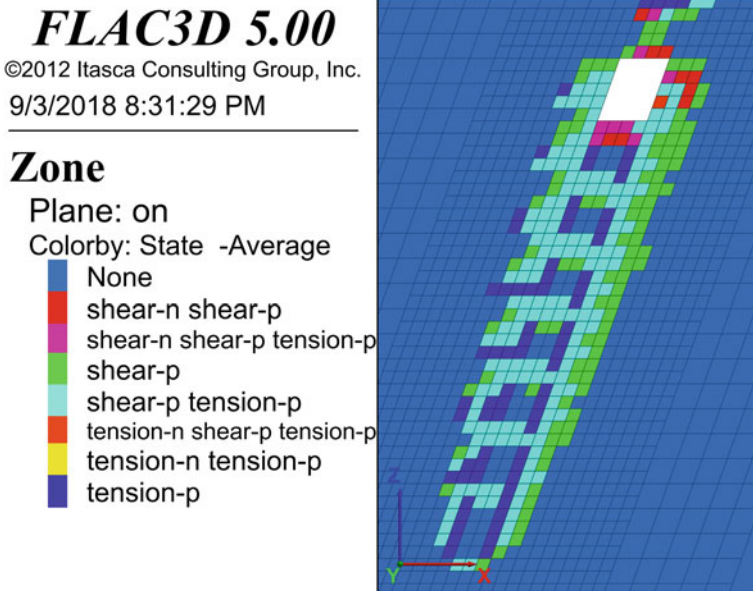 FLAC3D 5.00
©2012 Itasca Consulting Group, Inc.
9/3/2018 8:31:29 PM
Zone
Plane: on
Colorby: State -Average
None
shear-n shear-p
shear-n shear-p tension-p
shear-p
shear-p tension-p
tension-n shear-p tension-p
tension-n tension-p
tension-p
Z
Y
X